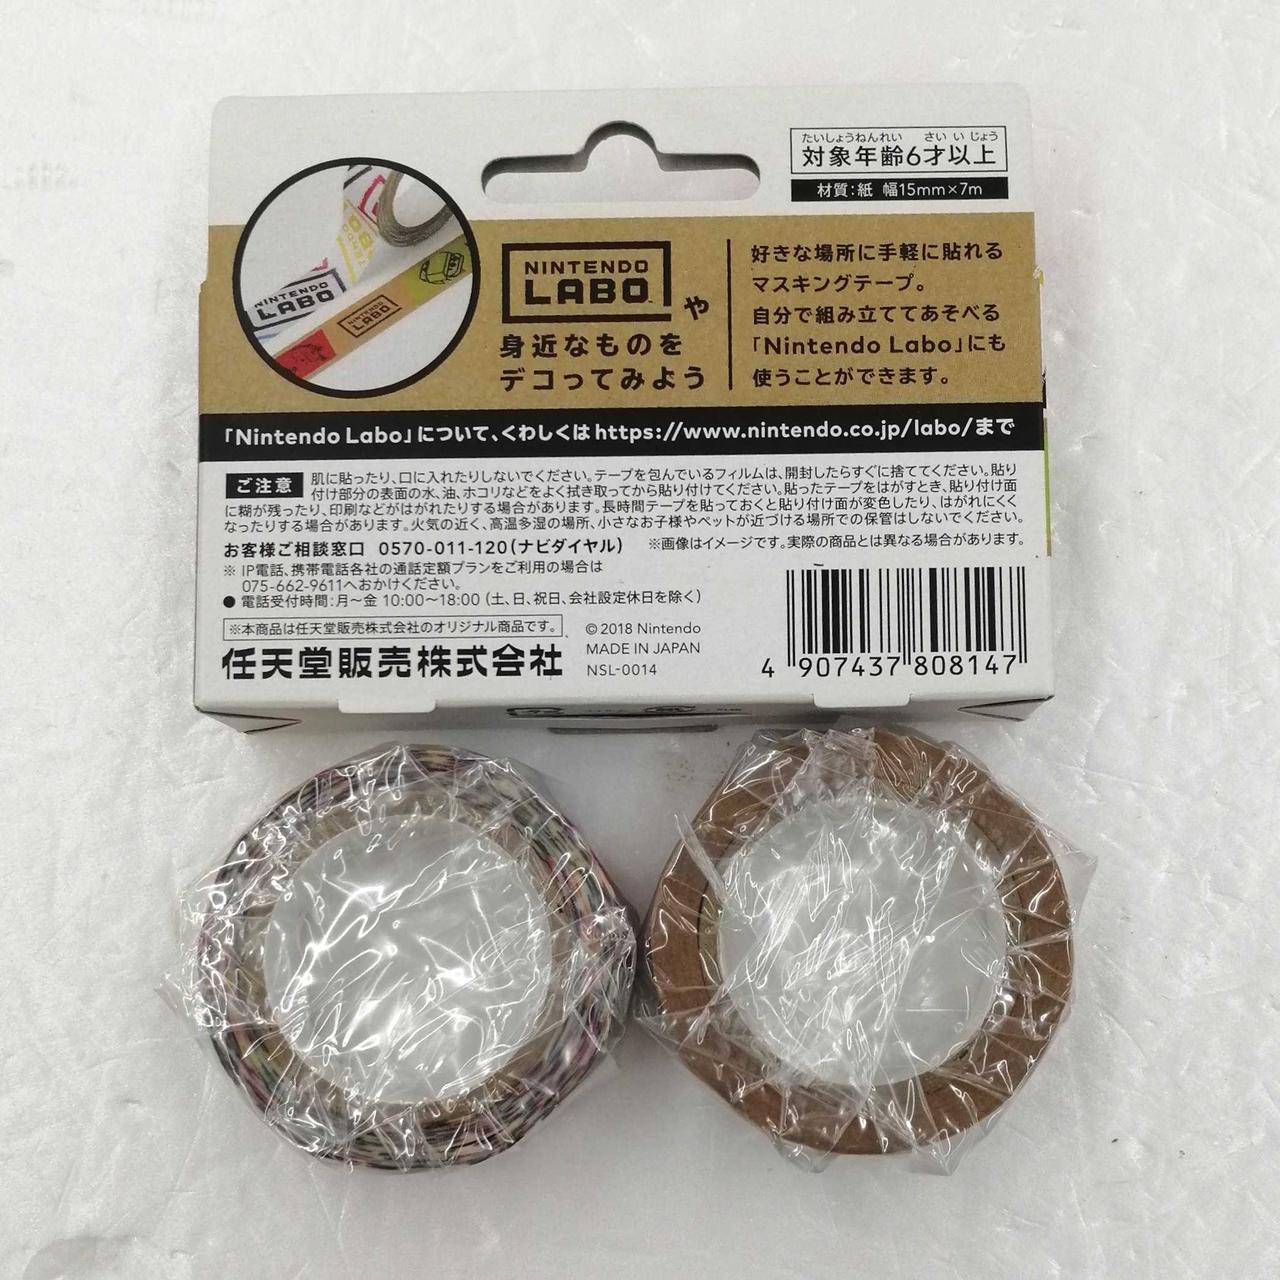 たいしょうねんれい さい い じょう
対象年齢6才以上
材質:紙 幅15mm×7m
NINTENDO
LABO
NINTENDO
LABO
NINTENDO
LABO
や
身近なものを
デコってみよう
好きな場所に手軽に貼れる
マスキングテープ。
自分で組み立ててあそべる
「Nintendo Labo」にも
使うことができます。
「Nintendo Labo」について、くわしくはhttps://www.nintendo.co.jp/labo/まで
ご注意 肌に貼ったり、口に入れたりしないでください。テープを包んでいるフィルムは、開封したらすぐに捨ててください。貼り
付け部分の表面の水、油、ホコリなどをよく拭き取ってから貼り付けてください。貼ったテープをはがすとき、貼り付け面
に糊が残ったり、印刷などがはがれたりする場合があります。長時間テープを貼っておくと貼り付け面が変色したり、はがれにくく
なったりする場合があります。火気の近く、高温多湿の場所、小さなお子様やペットが近づける場所での保管はしないでください。
お客様ご相談窓口 0570-011-120(ナビダイヤル) ※画像はイメージです。実際の商品とは異なる場合があります。
※ IP電話、携帯電話各社の通話定額プランをご利用の場合は
075-662-9611へおかけください。
● 電話受付時間:月～金 10:00～18:00 (土、日、祝日、会社設定休日を除く)
※本商品は任天堂販売株式会社のオリジナル商品です。
任天堂販売株式会社
© 2018 Nintendo
MADE IN JAPAN
NSL-0014
4 907437 808147